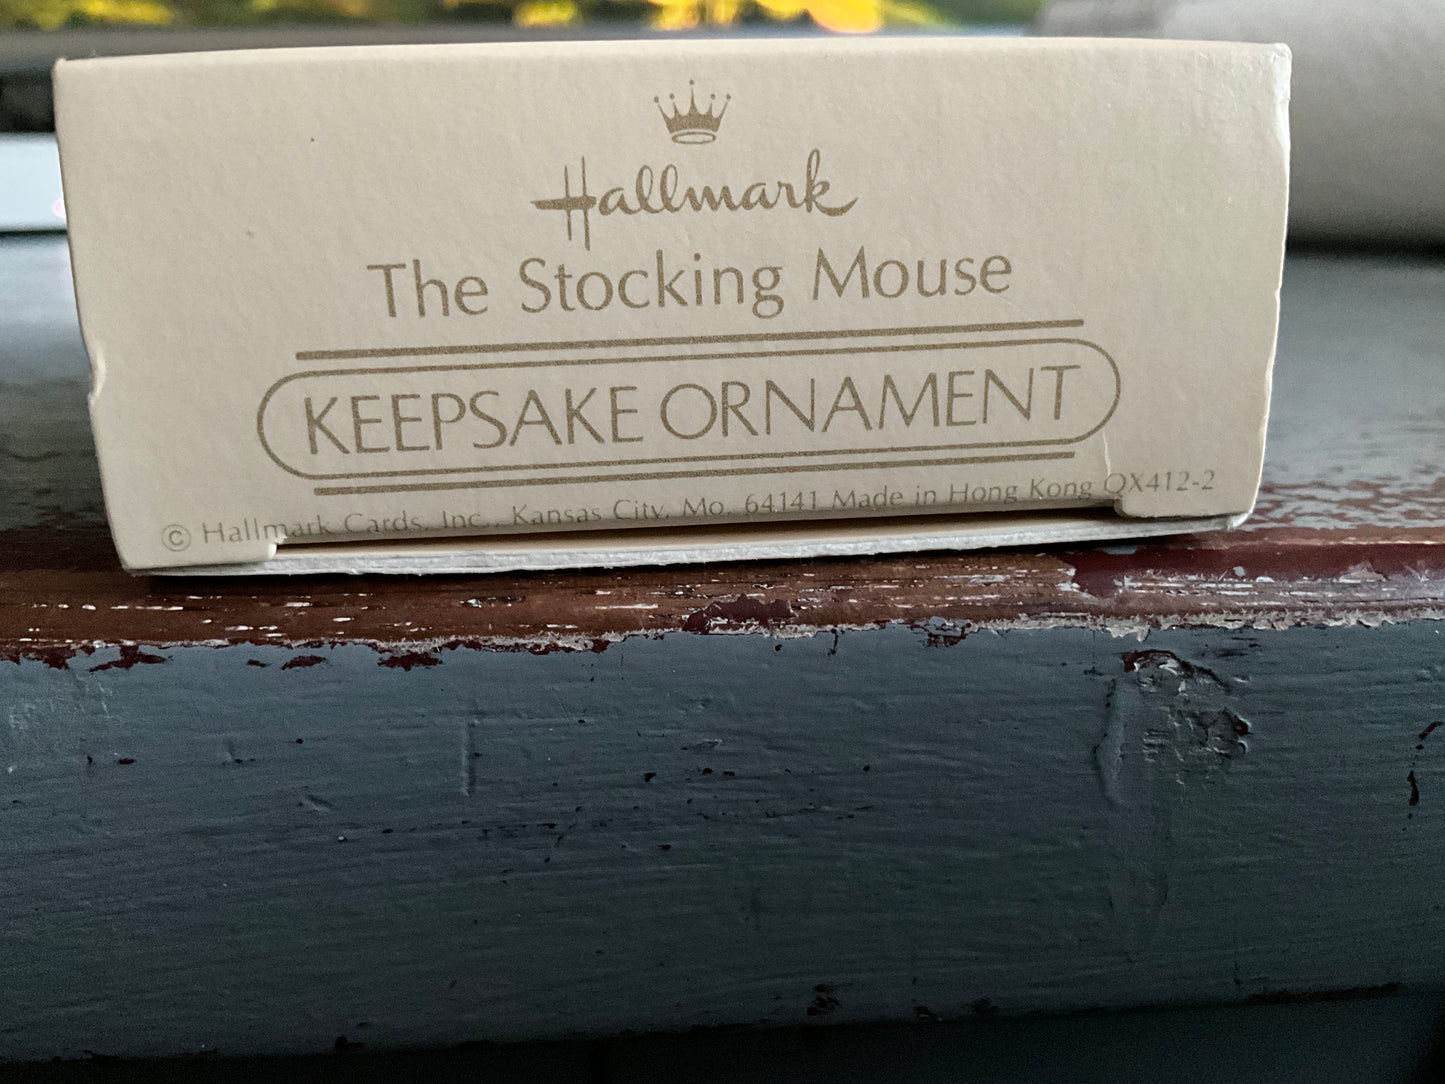 Hallmark
The Stocking Mouse
KEEPSAKE ORNAMENT
© Hallmark Cards, Inc., Kansas City, Mo. 64141 Made in Hong Kong QX412-2